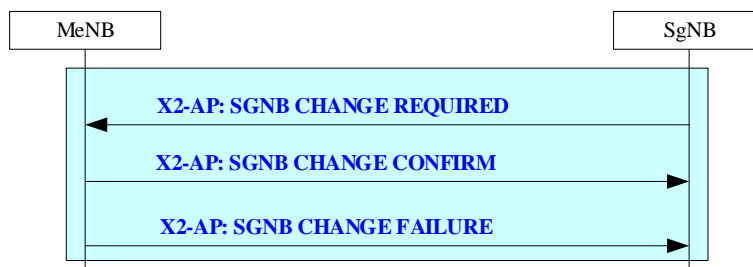 MeNB
SgNB
X2-AP: SGNB CHANGE REQUIRED
X2-AP: SGNB CHANGE CONFIRM
X2-AP: SGNB CHANGE FAILURE